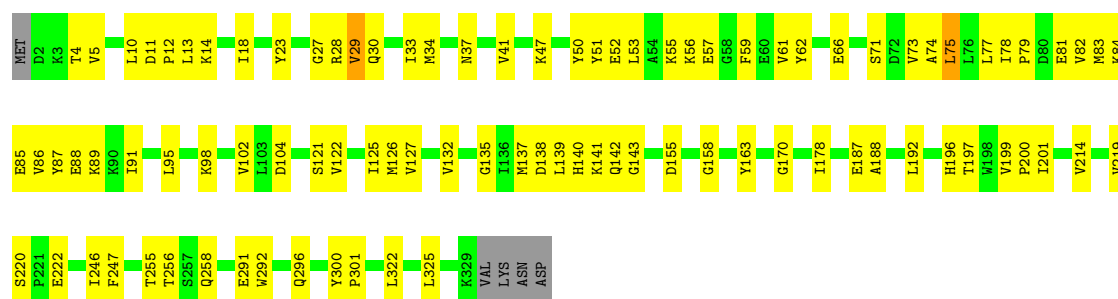 MET D2 K3 T4 V5 L10 D11 P12 L13 K14 I18 Y23 G27 R28 V29 Q30 I33 M34 N37 V41 K47 Y50 Y51 E52 L53 A54 K55 K56 E57 G58 F59 E60 V61 Y62 E66 S71 D72 V73 A74 L75 L76 L77 I78 P79 D80 E81 V82 M83
E85 V86 Y87 E88 K89 K90 I91 L95 K98 V102 L103 D104 S121 V122 I125 M126 V127 V132 G135 I136 M137 D138 L139 H140 K141 Q142 G143 D155 G158 Y163 G170 I178 E187 A188 L192 H196 T197 W198 V199 P200 I201 V214
S220 P221 E222 I246 F247 T255 T256 S257 Q258 E291 W292 Q296 Y300 P301 L322 L325 K329 VAL LYS ASN ASP